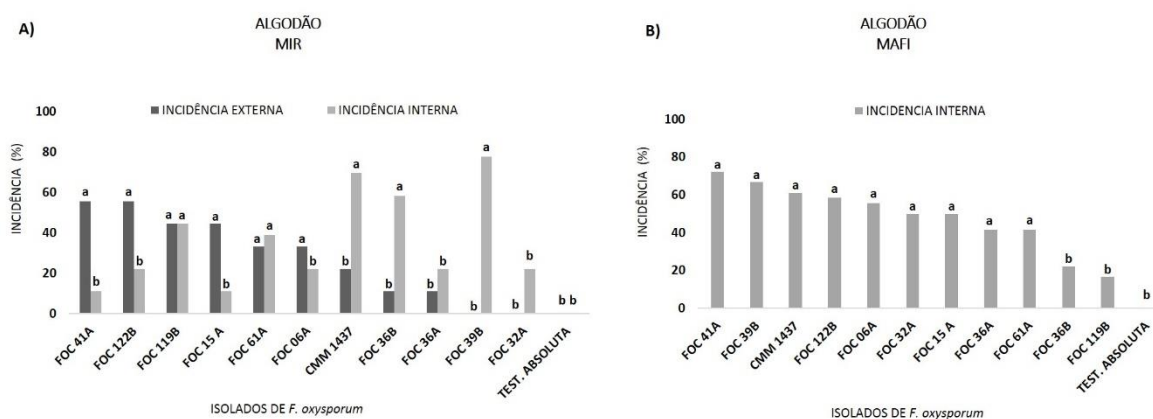 A)
ALGODÃO
MIR
INCIDÊNCIA EXTERNA INCIDÊNCIA INTERNA
INCIDÊNCIA (%)
100
80
60
40
20
0
a b
a b
a a
a b
a a
a b
b a
b a
b b
b a
b b
b b
FOC 41A
FOC 122B
FOC 119B
FOC 15 A
FOC 61A
FOC 06A
CMM 1437
FOC 36B
FOC 36A
FOC 39B
FOC 32A
TEST. ABSOLUTA
ISOLADOS DE F. oxysporum
B)
ALGODÃO
MAFI
INCIDENCIA INTERNA
INCIDÊNCIA (%)
100
80
60
40
20
0
a
a
a
a
a
a
a
a
a
b
b
b
FOC 41A
FOC 39B
CMM 1437
FOC 122B
FOC 06A
FOC 32A
FOC 15 A
FOC 36A
FOC 61A
FOC 36B
FOC 119B
TEST. ABSOLUTA
ISOLADOS DE F. oxysporum